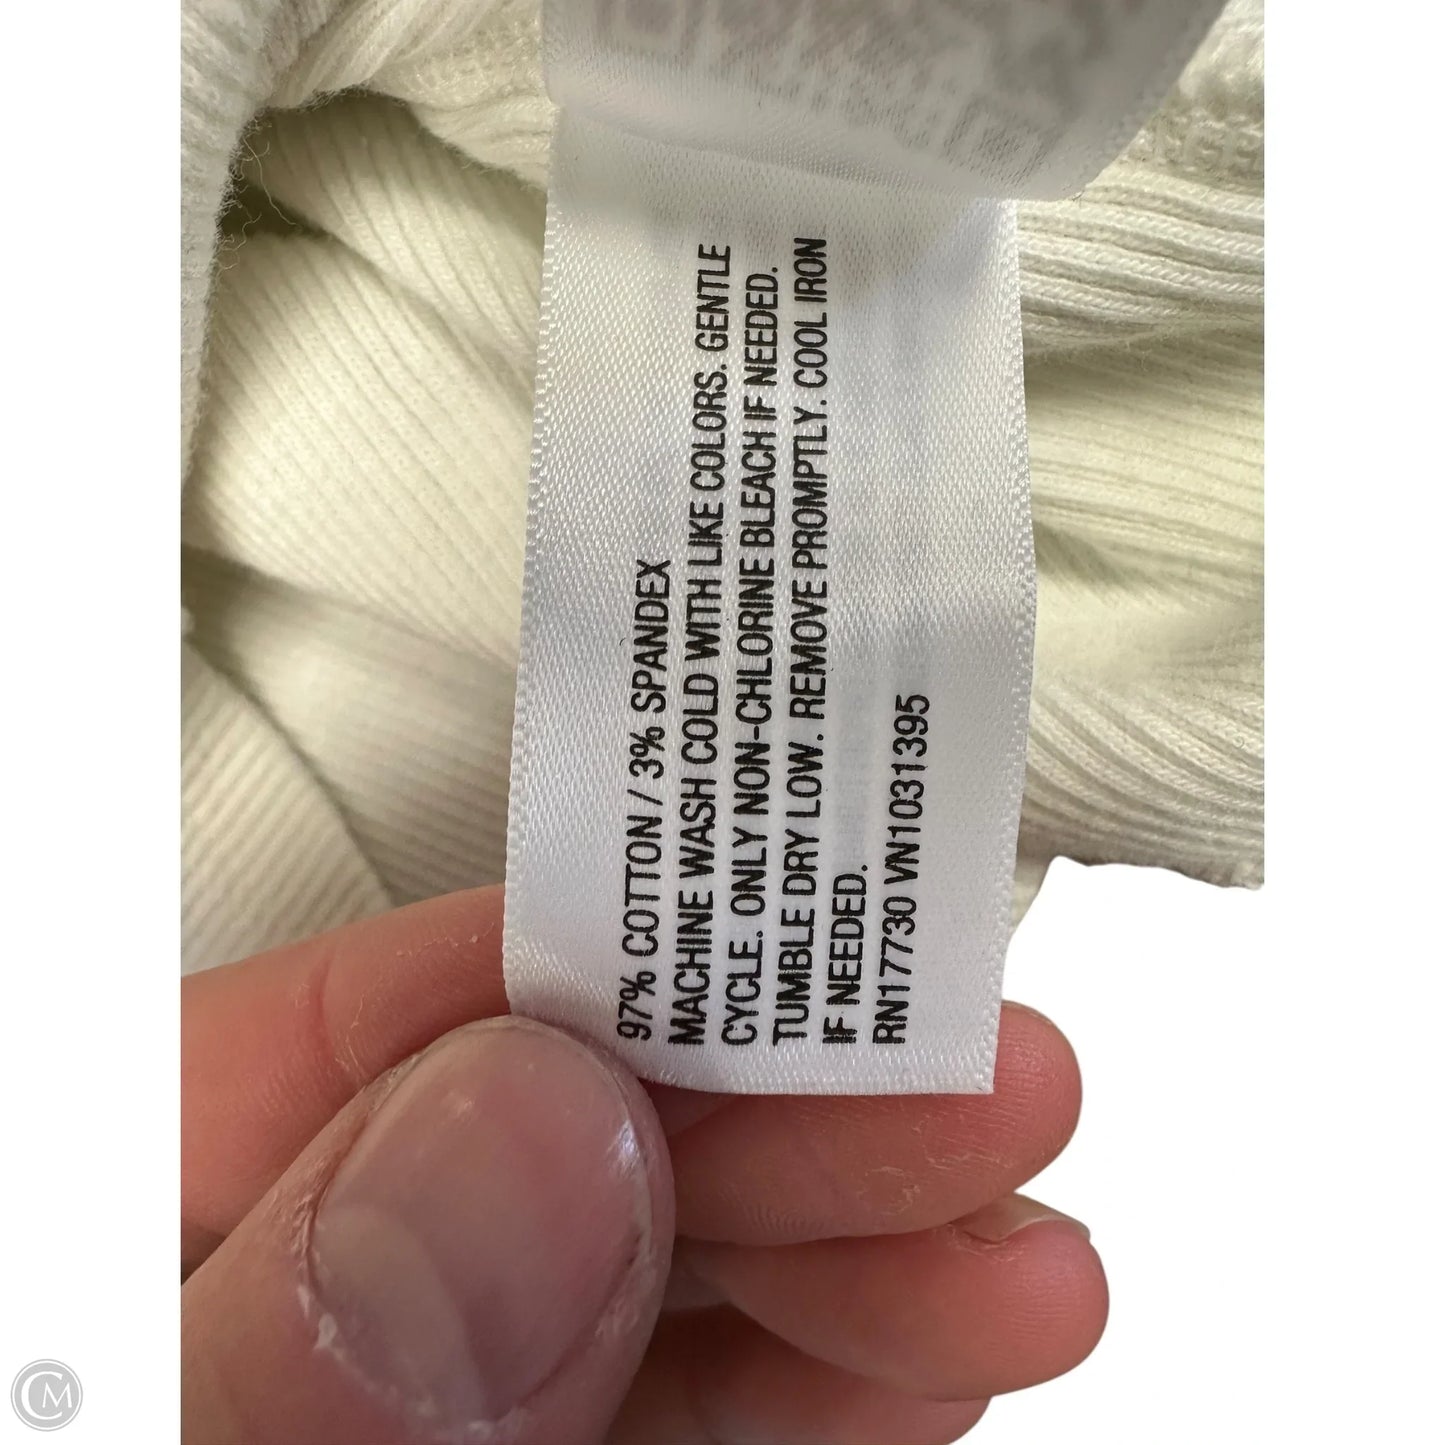 97% COTTON / 3% SPANDEX
MACHINE WASH COLD WITH LIKE COLORS. GENTLE
CYCLE. ONLY NON-CHLORINE BLEACH IF NEEDED.
TUMBLE DRY LOW. REMOVE PROMPTLY. COOL IRON
IF NEEDED.
RN17730 VN1031395
CM